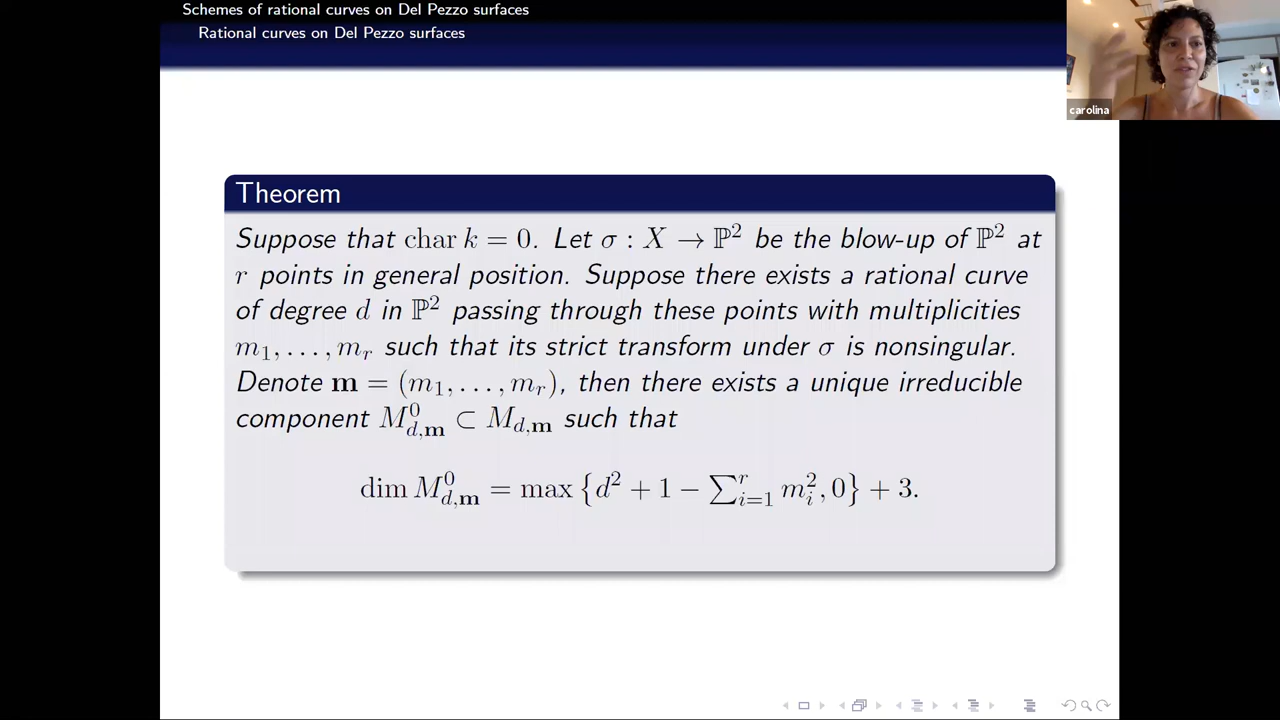 Schemes of rational curves on Del Pezzo surfaces
Rational curves on Del Pezzo surfaces
carolina
Theorem
Suppose that char k = 0. Let σ : X → ℙ² be the blow-up of ℙ² at
r points in general position. Suppose there exists a rational curve
of degree d in ℙ² passing through these points with multiplicities
m₁, . . . , mᵣ such that its strict transform under σ is nonsingular.
Denote 𝐦 = (m₁, . . . , mᵣ), then there exists a unique irreducible
component M⁰_{d,𝐦} ⊂ M_{d,𝐦} such that
dim M⁰_{d,𝐦} = max {d² + 1 − ∑ʳᵢ₌₁ mᵢ², 0} + 3.